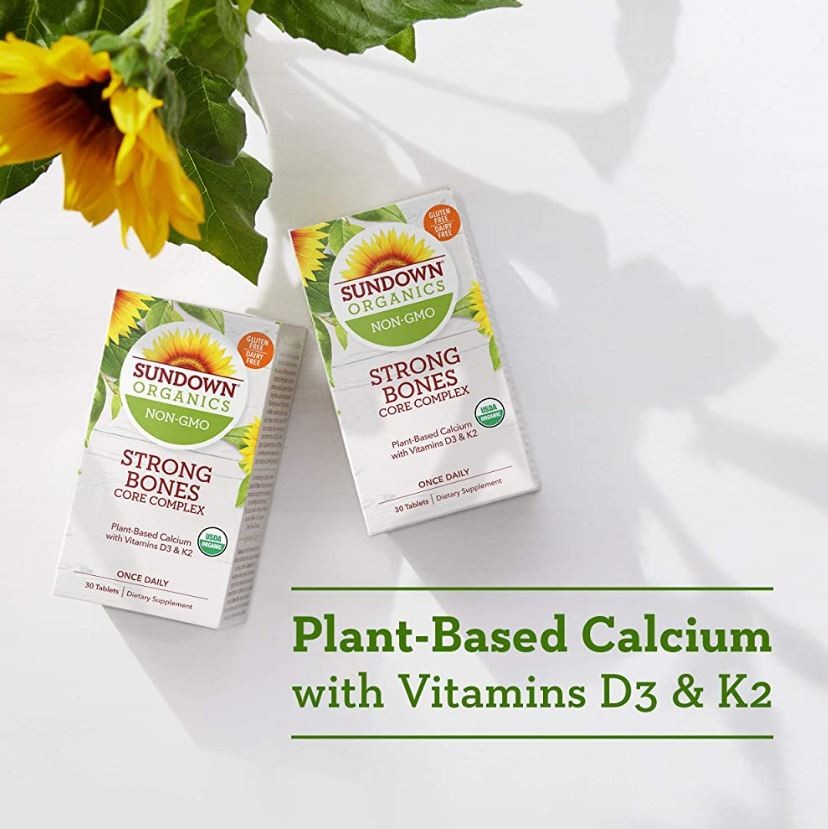 SUNDOWN®
ORGANICS
NON-GMO
GLUTEN
FREE
DAIRY
FREE
STRONG
BONES
CORE COMPLEX
Plant-Based Calcium
with Vitamins D3 & K2
USDA
ORGANIC
ONCE DAILY
30 Tablets | Dietary Supplement
SUNDOWN®
ORGANICS
NON-GMO
GLUTEN
FREE
DAIRY
FREE
STRONG
BONES
CORE COMPLEX
Plant-Based Calcium
with Vitamins D3 & K2
USDA
ORGANIC
ONCE DAILY
30 Tablets | Dietary Supplement
Plant-Based Calcium
with Vitamins D3 & K2